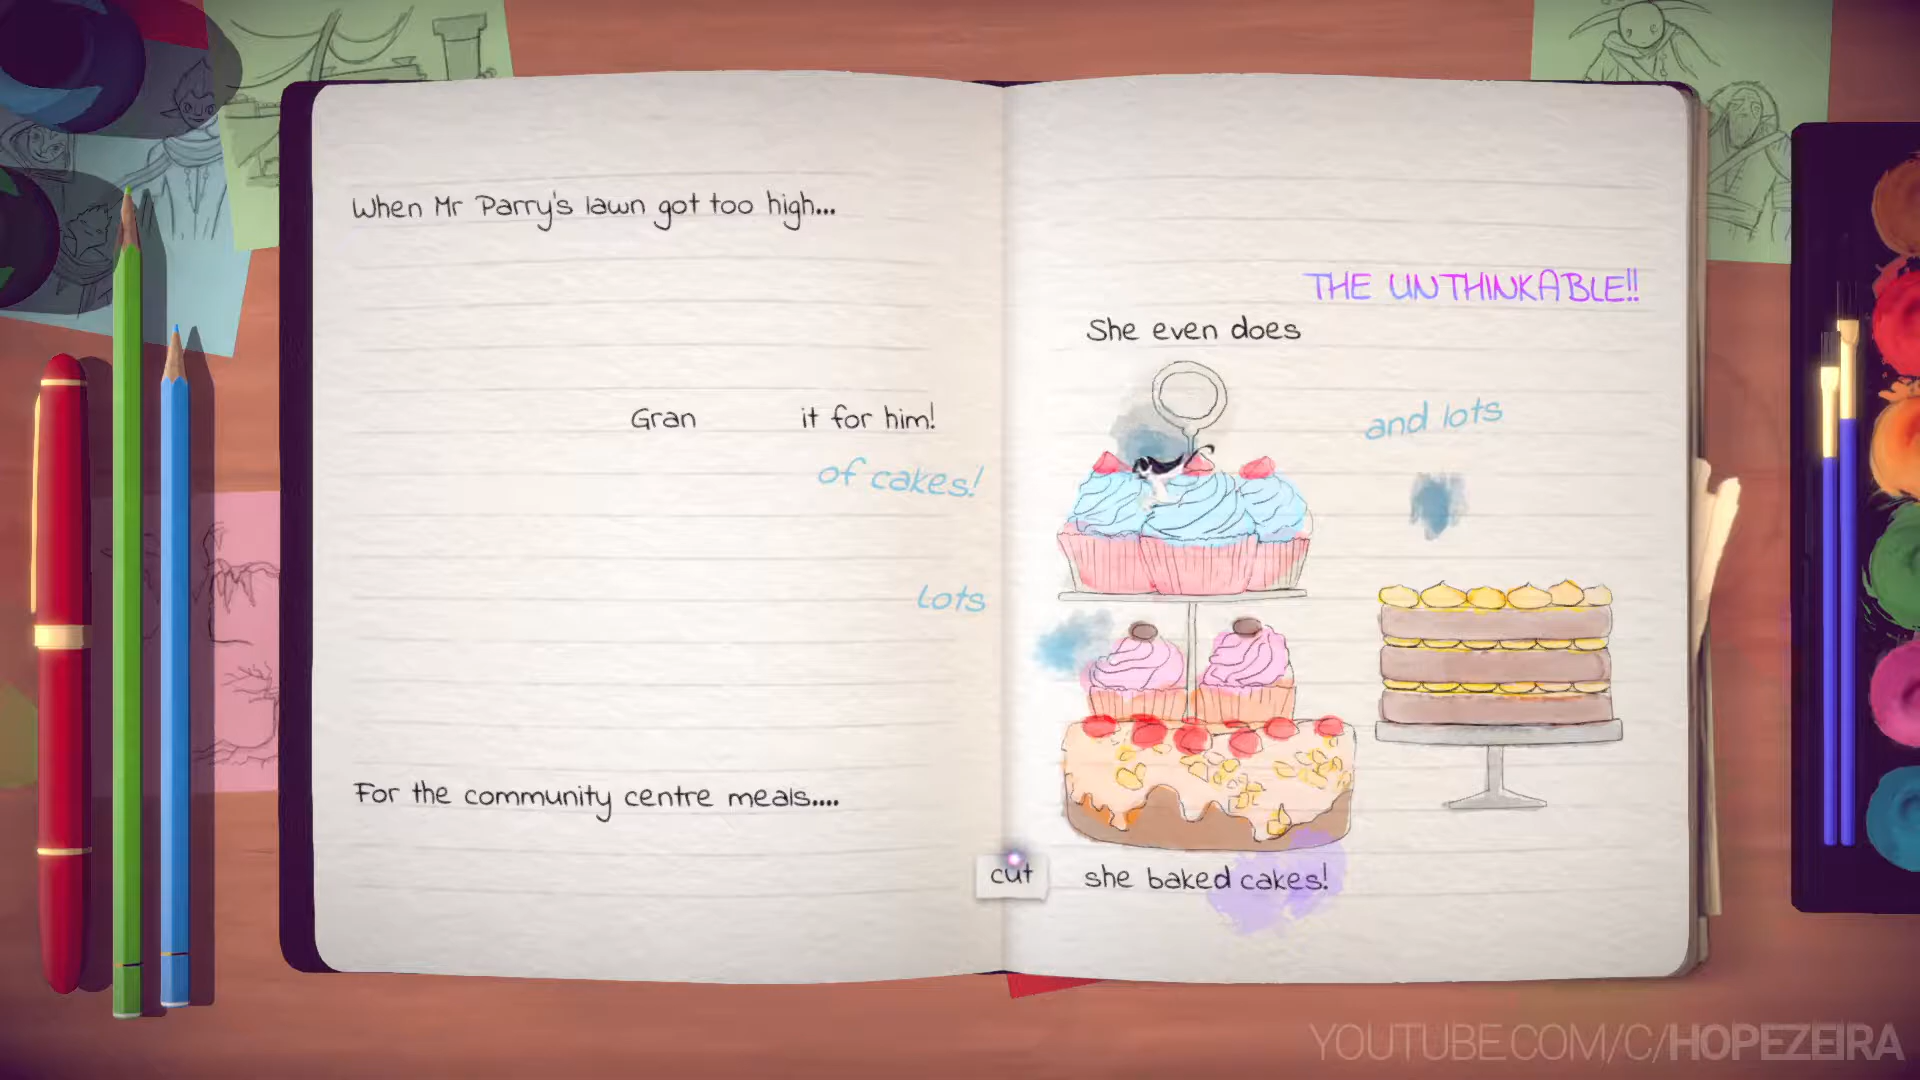 When Mr Parry's lawn got too high...
Gran it for him!
of cakes!
Lots
For the community centre meals....
THE UNTHINKABLE!!
She even does
and lots
cut
she baked cakes!
YOUTUBE.COM/C/HOPEZEIRA